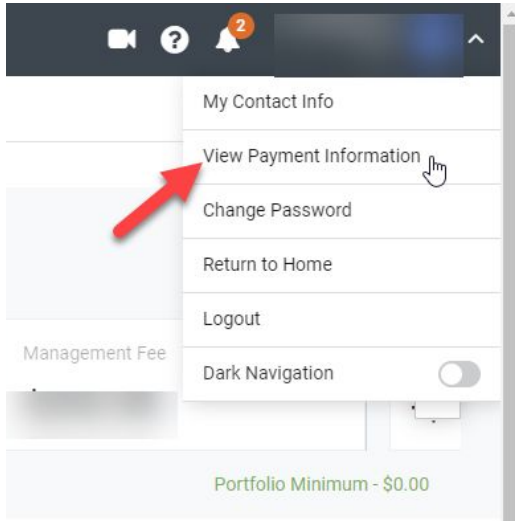 2
My Contact Info
View Payment Information
Change Password
Return to Home
Logout
Management Fee
Dark Navigation
Portfolio Minimum - $0.00